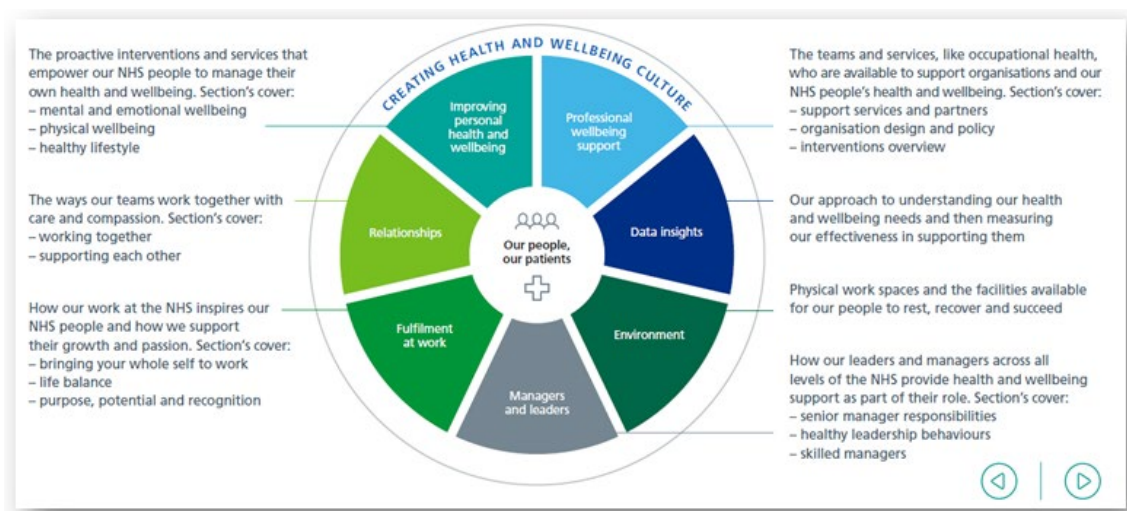 CREATING HEALTH AND WELLBEING CULTURE
The proactive interventions and services that
empower our NHS people to manage their
own health and wellbeing. Section's cover:
– mental and emotional wellbeing
– physical wellbeing
– healthy lifestyle
The ways our teams work together with
care and compassion. Section's cover:
– working together
– supporting each other
How our work at the NHS inspires our
NHS people and how we support
their growth and passion. Section's cover:
– bringing your whole self to work
– life balance
– purpose, potential and recognition
Improving
personal
health and
wellbeing
Professional
wellbeing
support
Relationships
Data insights
Our people,
our patients
Fulfilment
at work
Environment
Managers
and leaders
The teams and services, like occupational health,
who are available to support organisations and our
NHS people's health and wellbeing. Section's cover:
– support services and partners
– organisation design and policy
– interventions overview
Our approach to understanding our health
and wellbeing needs and then measuring
our effectiveness in supporting them
Physical work spaces and the facilities available
for our people to rest, recover and succeed
How our leaders and managers across all
levels of the NHS provide health and wellbeing
support as part of their role. Section's cover:
– senior manager responsibilities
– healthy leadership behaviours
– skilled managers